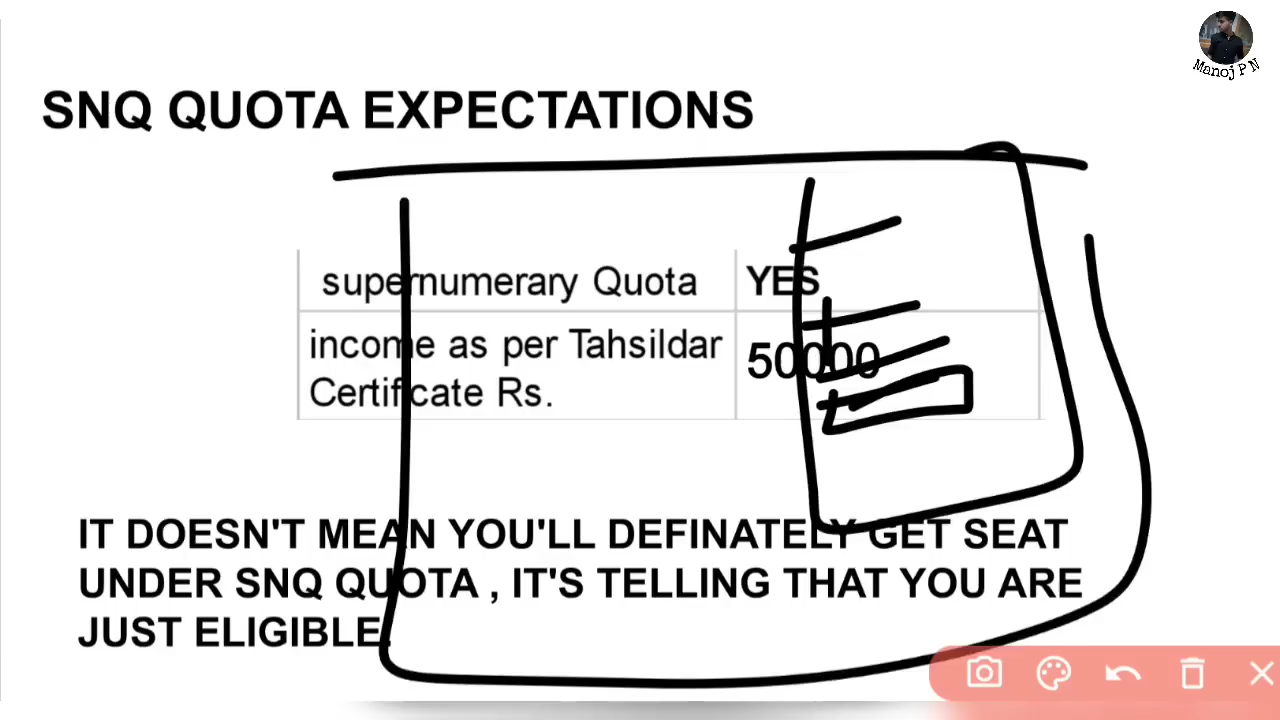 Manoj P N
SNQ QUOTA EXPECTATIONS
supernumerary Quota YES
income as per Tahsildar
Certificate Rs. 50000
IT DOESN'T MEAN YOU'LL DEFINATELY GET SEAT
UNDER SNQ QUOTA , IT'S TELLING THAT YOU ARE
JUST ELIGIBLE.